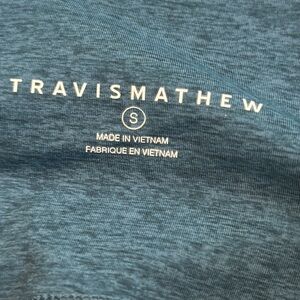 TRAVISMATHEW
S
MADE IN VIETNAM
FABRIQUE EN VIETNAM